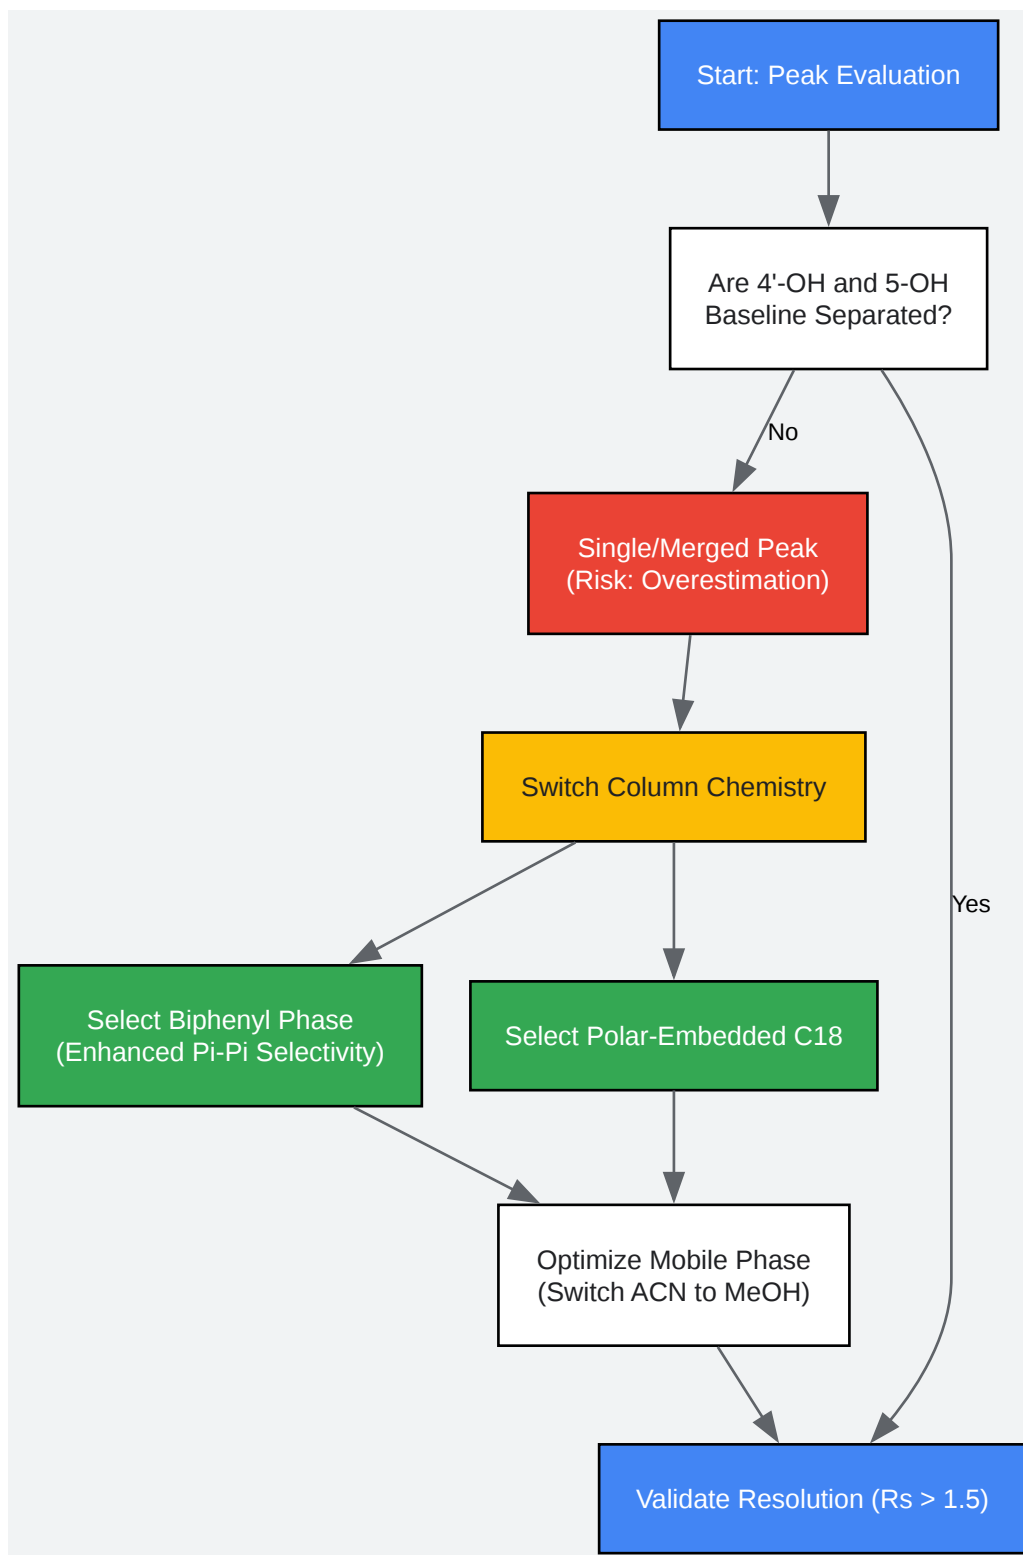 Start: Peak Evaluation
Are 4'-OH and 5-OH
Baseline Separated?
No
Single/Merged Peak
(Risk: Overestimation)
Switch Column Chemistry
Yes
Select Biphenyl Phase
(Enhanced Pi-Pi Selectivity)
Select Polar-Embedded C18
Optimize Mobile Phase
(Switch ACN to MeOH)
Validate Resolution (Rs > 1.5)